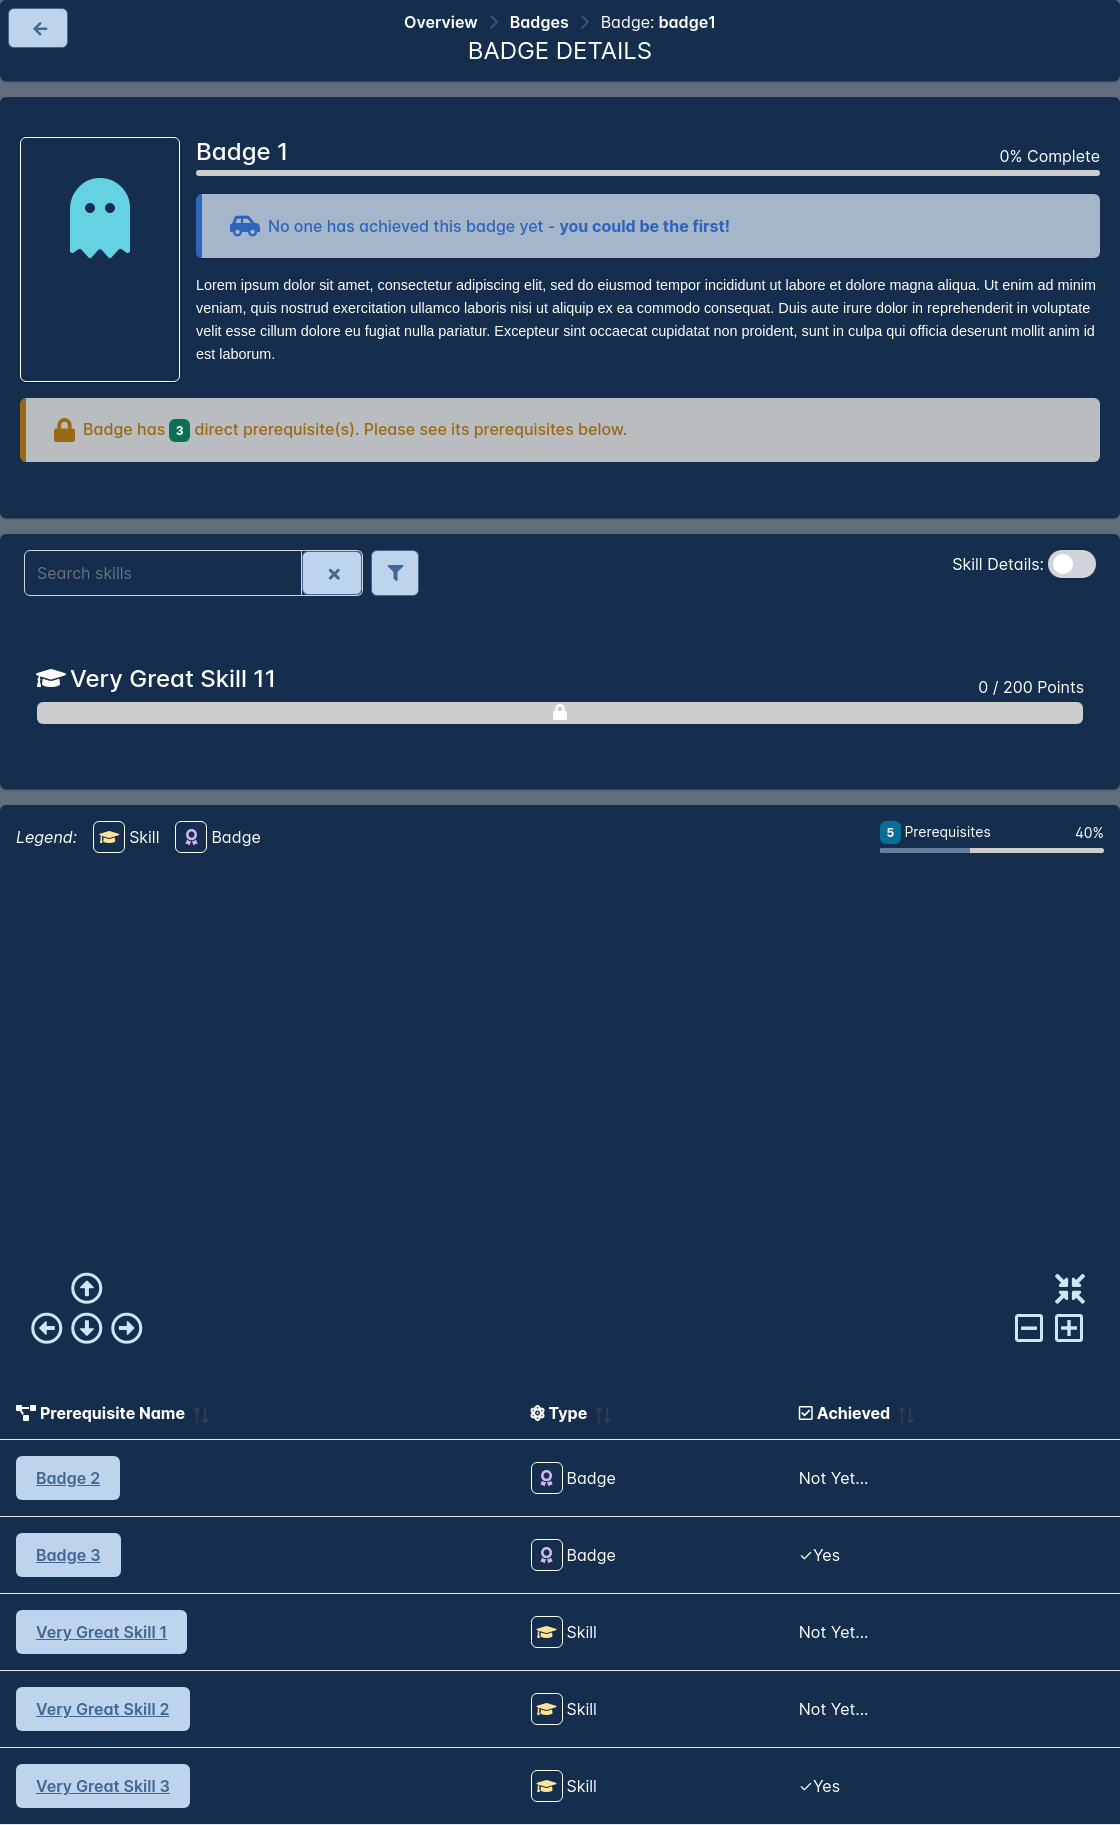 Overview > Badges > Badge: badge1
BADGE DETAILS
Badge 1
0% Complete
No one has achieved this badge yet - you could be the first!
Lorem ipsum dolor sit amet, consectetur adipiscing elit, sed do eiusmod tempor incididunt ut labore et dolore magna aliqua. Ut enim ad minim
veniam, quis nostrud exercitation ullamco laboris nisi ut aliquip ex ea commodo consequat. Duis aute irure dolor in reprehenderit in voluptate
velit esse cillum dolore eu fugiat nulla pariatur. Excepteur sint occaecat cupidatat non proident, sunt in culpa qui officia deserunt mollit anim id
est laborum.
Badge has 3 direct prerequisite(s). Please see its prerequisites below.
Search skills
Skill Details:
Very Great Skill 11
0 / 200 Points
Legend: Skill Badge
5 Prerequisites 40%
Prerequisite Name Type Achieved
Badge 2 Badge Not Yet...
Badge 3 Badge ✓Yes
Very Great Skill 1 Skill Not Yet...
Very Great Skill 2 Skill Not Yet...
Very Great Skill 3 Skill ✓Yes